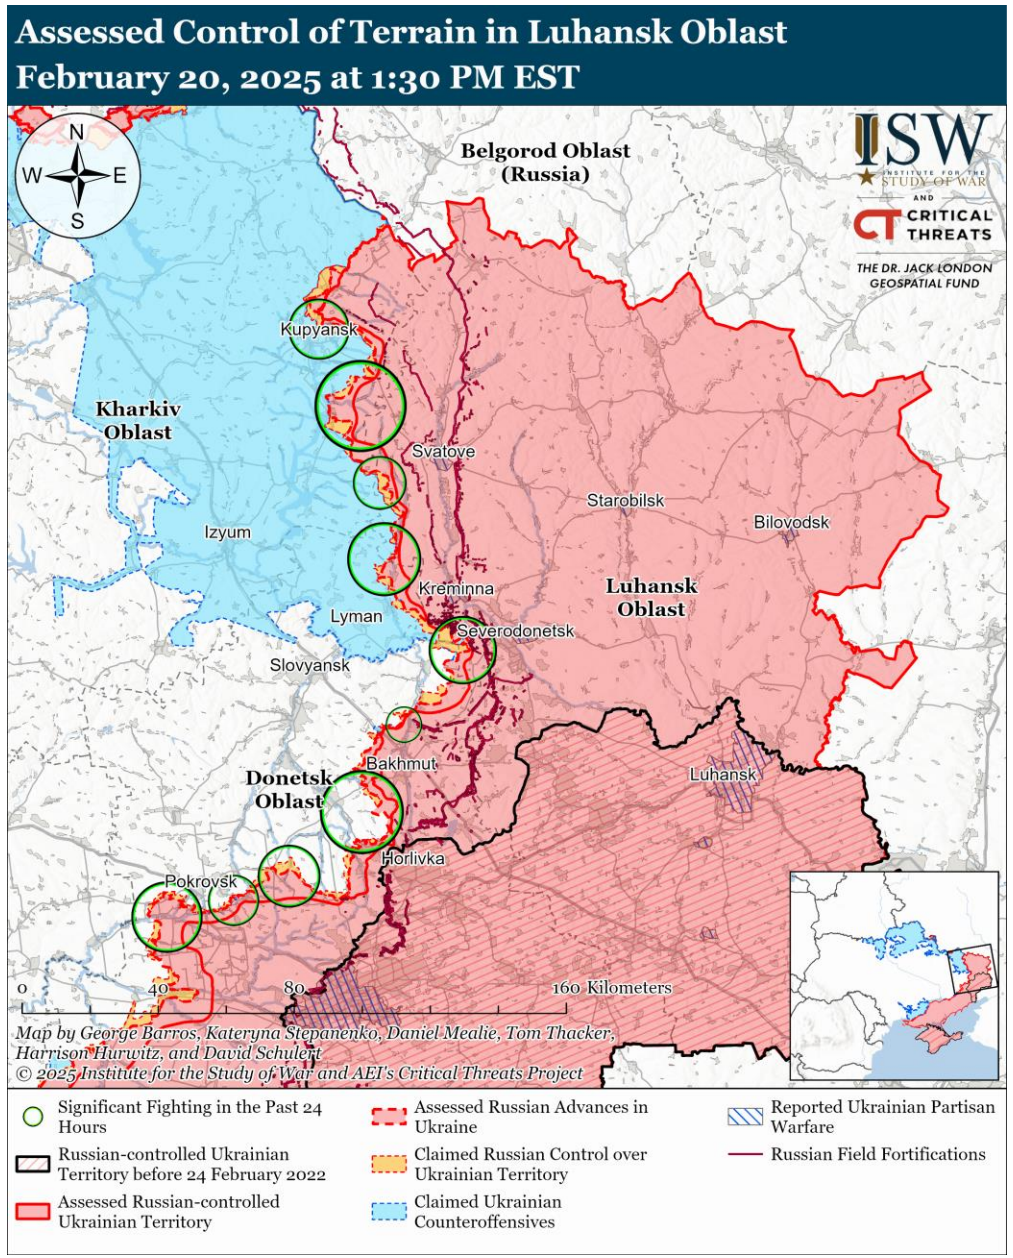 Assessed Control of Terrain in Luhansk Oblast
February 20, 2025 at 1:30 PM EST
N
W
E
S
Belgorod Oblast
(Russia)
ISW
INSTITUTE FOR THE
STUDY OF WAR
AND
CT CRITICAL
THREATS
THE DR. JACK LONDON
GEOSPATIAL FUND
Kupyansk
Kharkiv
Oblast
Svatove
Starobilsk
Bilovodsk
Izyum
Kreminna
Luhansk
Oblast
Lyman
Severodonetsk
Slovyansk
Bakhmut
Donetsk
Oblast
Luhansk
Horlivka
Pokrovsk
0
40
80
160 Kilometers
Map by George Barros, Kateryna Stepanenko, Daniel Mealie, Tom Thacker,
Harrison Hurwitz, and David Schulert
© 2025 Institute for the Study of War and AEI's Critical Threats Project
Significant Fighting in the Past 24
Hours
Russian-controlled Ukrainian
Territory before 24 February 2022
Assessed Russian-controlled
Ukrainian Territory
Assessed Russian Advances in
Ukraine
Claimed Russian Control over
Ukrainian Territory
Claimed Ukrainian
Counteroffensives
Reported Ukrainian Partisan
Warfare
Russian Field Fortifications